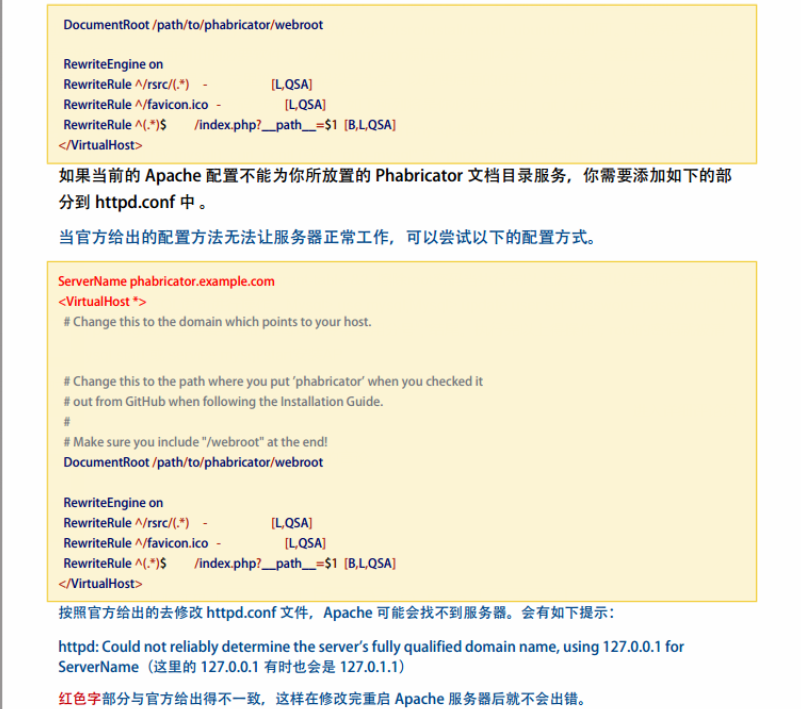 DocumentRoot /path/to/phabricator/webroot
RewriteEngine on
RewriteRule ^/rsrc/(.*) - [L,QSA]
RewriteRule ^/favicon.ico - [L,QSA]
RewriteRule ^(.*)$ /index.php?__path__=$1 [B,L,QSA]
</VirtualHost>
如果当前的 Apache 配置不能为你所放置的 Phabricator 文档目录服务，你需要添加如下的部
分到 httpd.conf 中 。
当官方给出的配置方法无法让服务器正常工作，可以尝试以下的配置方式。
ServerName phabricator.example.com
<VirtualHost *>
# Change this to the domain which points to your host.
# Change this to the path where you put 'phabricator' when you checked it
# out from GitHub when following the Installation Guide.
#
# Make sure you include "/webroot" at the end!
DocumentRoot /path/to/phabricator/webroot
RewriteEngine on
RewriteRule ^/rsrc/(.*) - [L,QSA]
RewriteRule ^/favicon.ico - [L,QSA]
RewriteRule ^(.*)$ /index.php?__path__=$1 [B,L,QSA]
</VirtualHost>
按照官方给出的去修改 httpd.conf 文件，Apache 可能会找不到服务器。会有如下提示：
httpd: Could not reliably determine the server's fully qualified domain name, using 127.0.0.1 for
ServerName（这里的 127.0.0.1 有时也会是 127.0.1.1）
红色字部分与官方给出得不一致，这样在修改完重启 Apache 服务器后就不会出错。